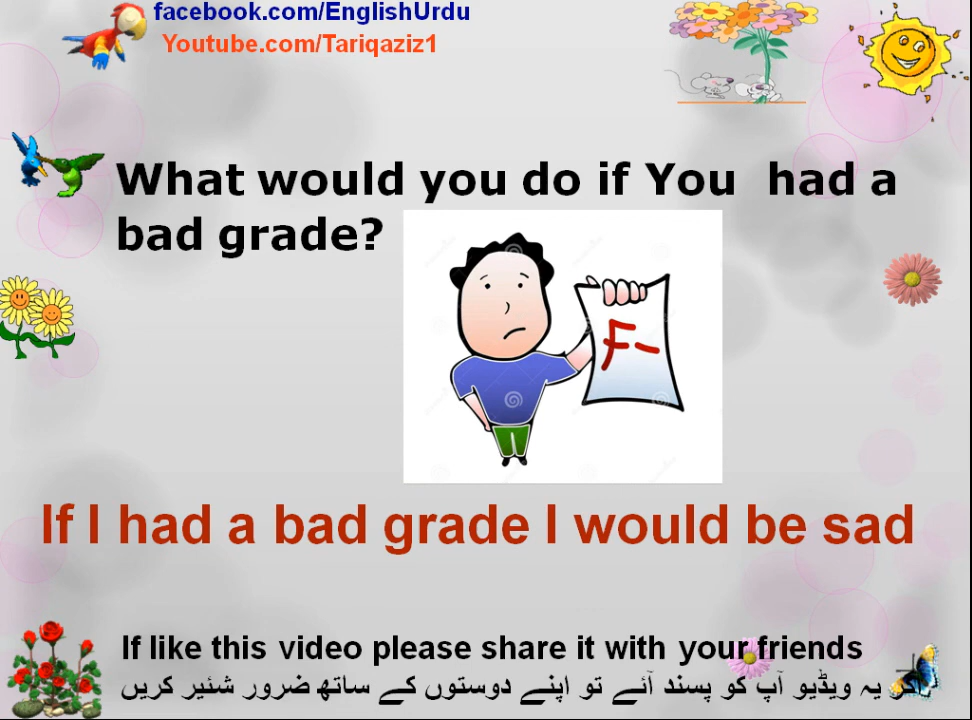 facebook.com/EnglishUrdu
Youtube.com/Tariqaziz1
What would you do if You had a
bad grade?
F-
If I had a bad grade I would be sad
If like this video please share it with your friends
اگر یہ ویڈیو آپ کو پسند آئے تو اپنے دوستوں کے ساتھ ضرور شئیر کریں